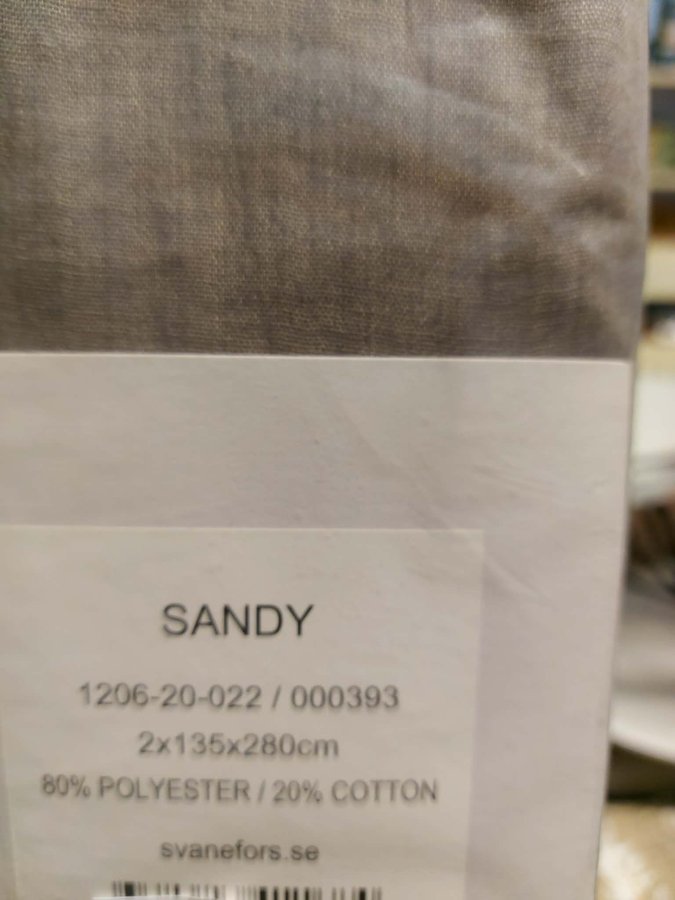 SANDY
1206-20-022 / 000393
2x135x280cm
80% POLYESTER / 20% COTTON
svanefors.se